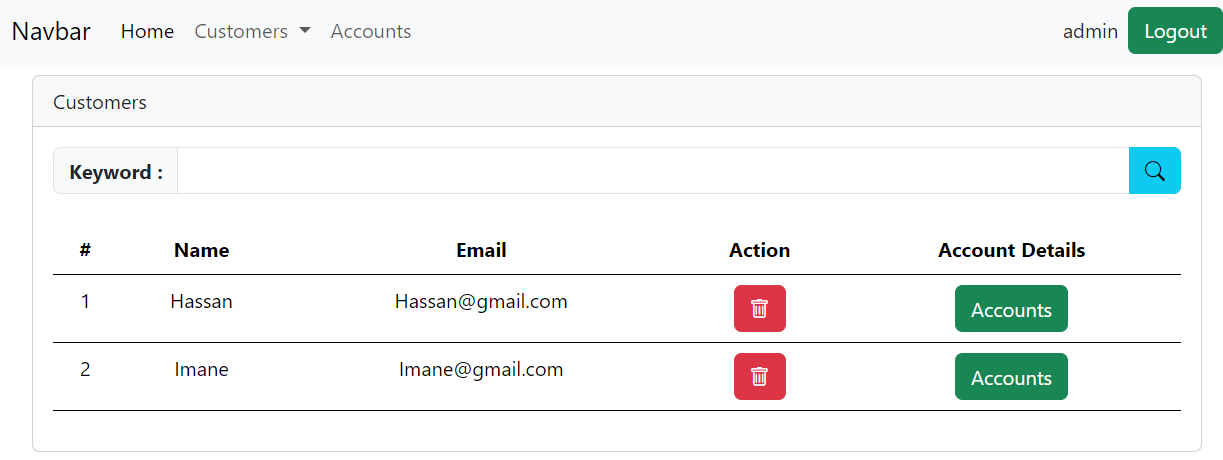 Navbar Home Customers Accounts admin Logout
Customers
Keyword :
# Name Email Action Account Details
1 Hassan Hassan@gmail.com Accounts
2 Imane Imane@gmail.com Accounts